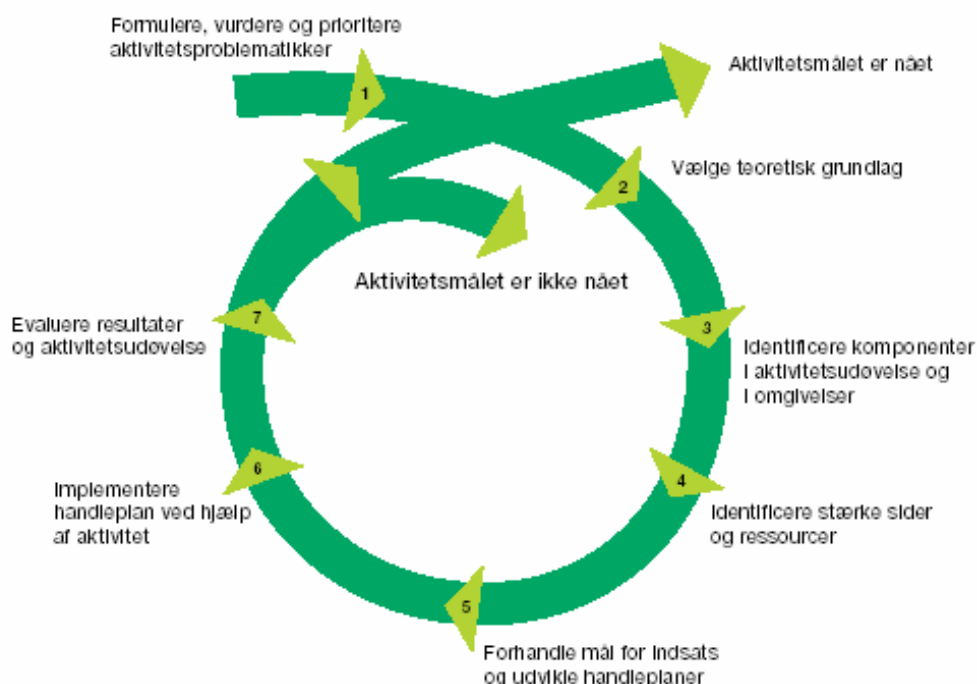 Formulere, vurdere og prioritere
aktivitetsproblematikker
1
Aktivitetsmålet er nået
2
Vælge teoretisk grundlag
Aktivitetsmålet er ikke nået
3
Identificere komponenter
i aktivitetsudøvelse og
i omgivelser
4
Identificere stærke sider
og ressourcer
5
Forhandle mål for indsats
og udvikle handleplaner
6
Implementere
handleplan ved hjælp
af aktivitet
7
Evaluere resultater
og aktivitetsudøvelse